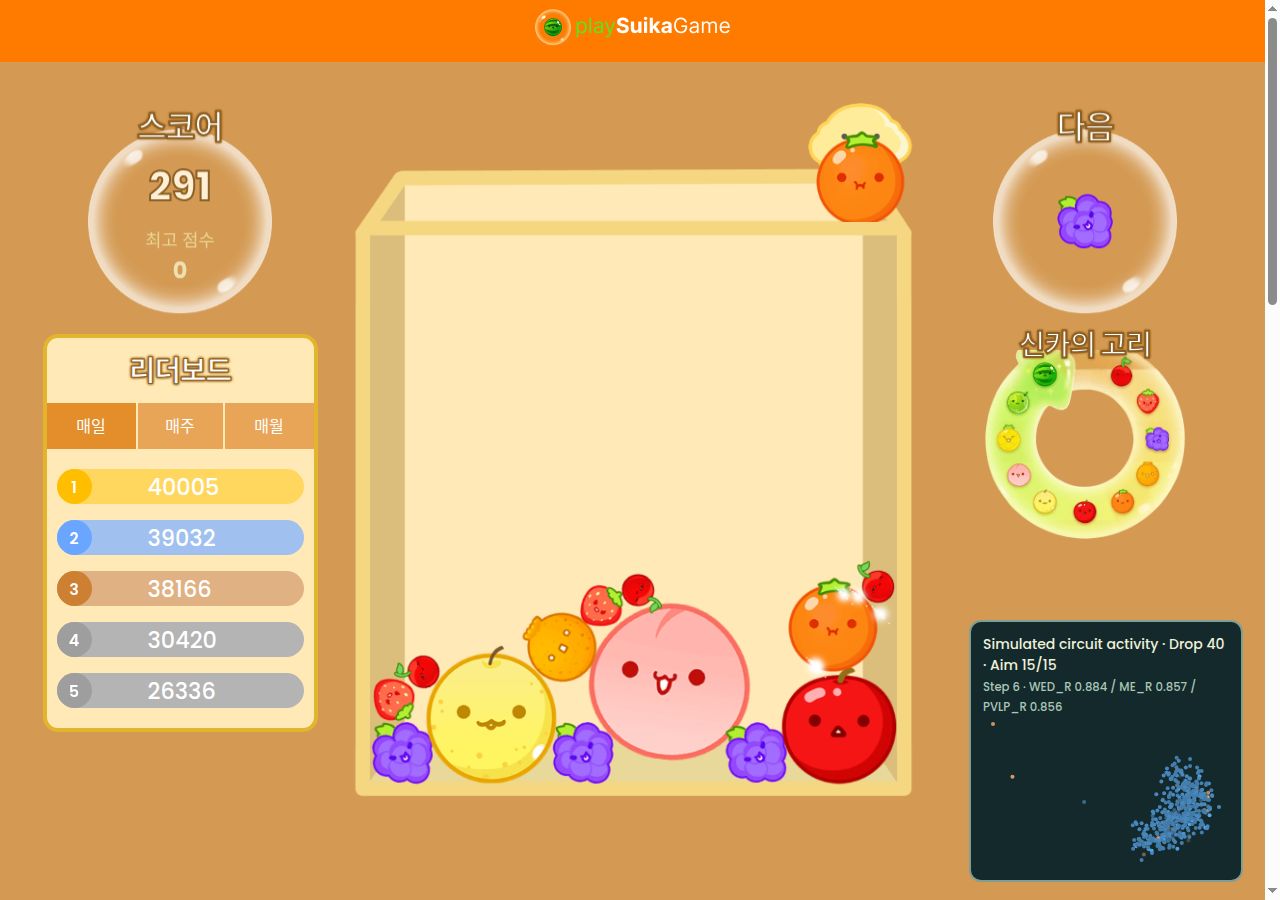 playSuikaGame
스코어
291
최고 점수
0
다음
신카의 고리
리더보드
매일 매주 매월
1 40005
2 39032
3 38166
4 30420
5 26336
Simulated circuit activity · Drop 40
· Aim 15/15
Step 6 · WED_R 0.884 / ME_R 0.857 /
PVLP_R 0.856